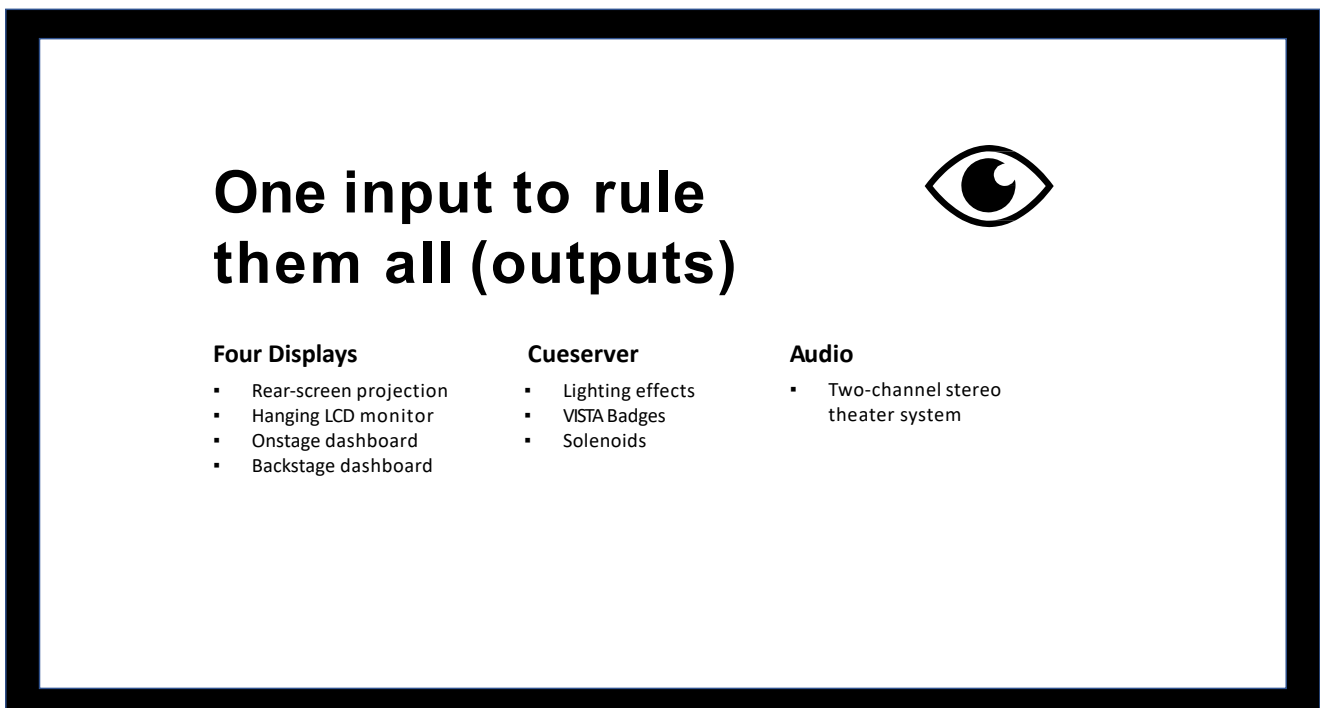 One input to rule
them all (outputs)
Four Displays
▪ Rear-screen projection
▪ Hanging LCD monitor
▪ Onstage dashboard
▪ Backstage dashboard
Cueserver
▪ Lighting effects
▪ VISTA Badges
▪ Solenoids
Audio
▪ Two-channel stereo
theater system